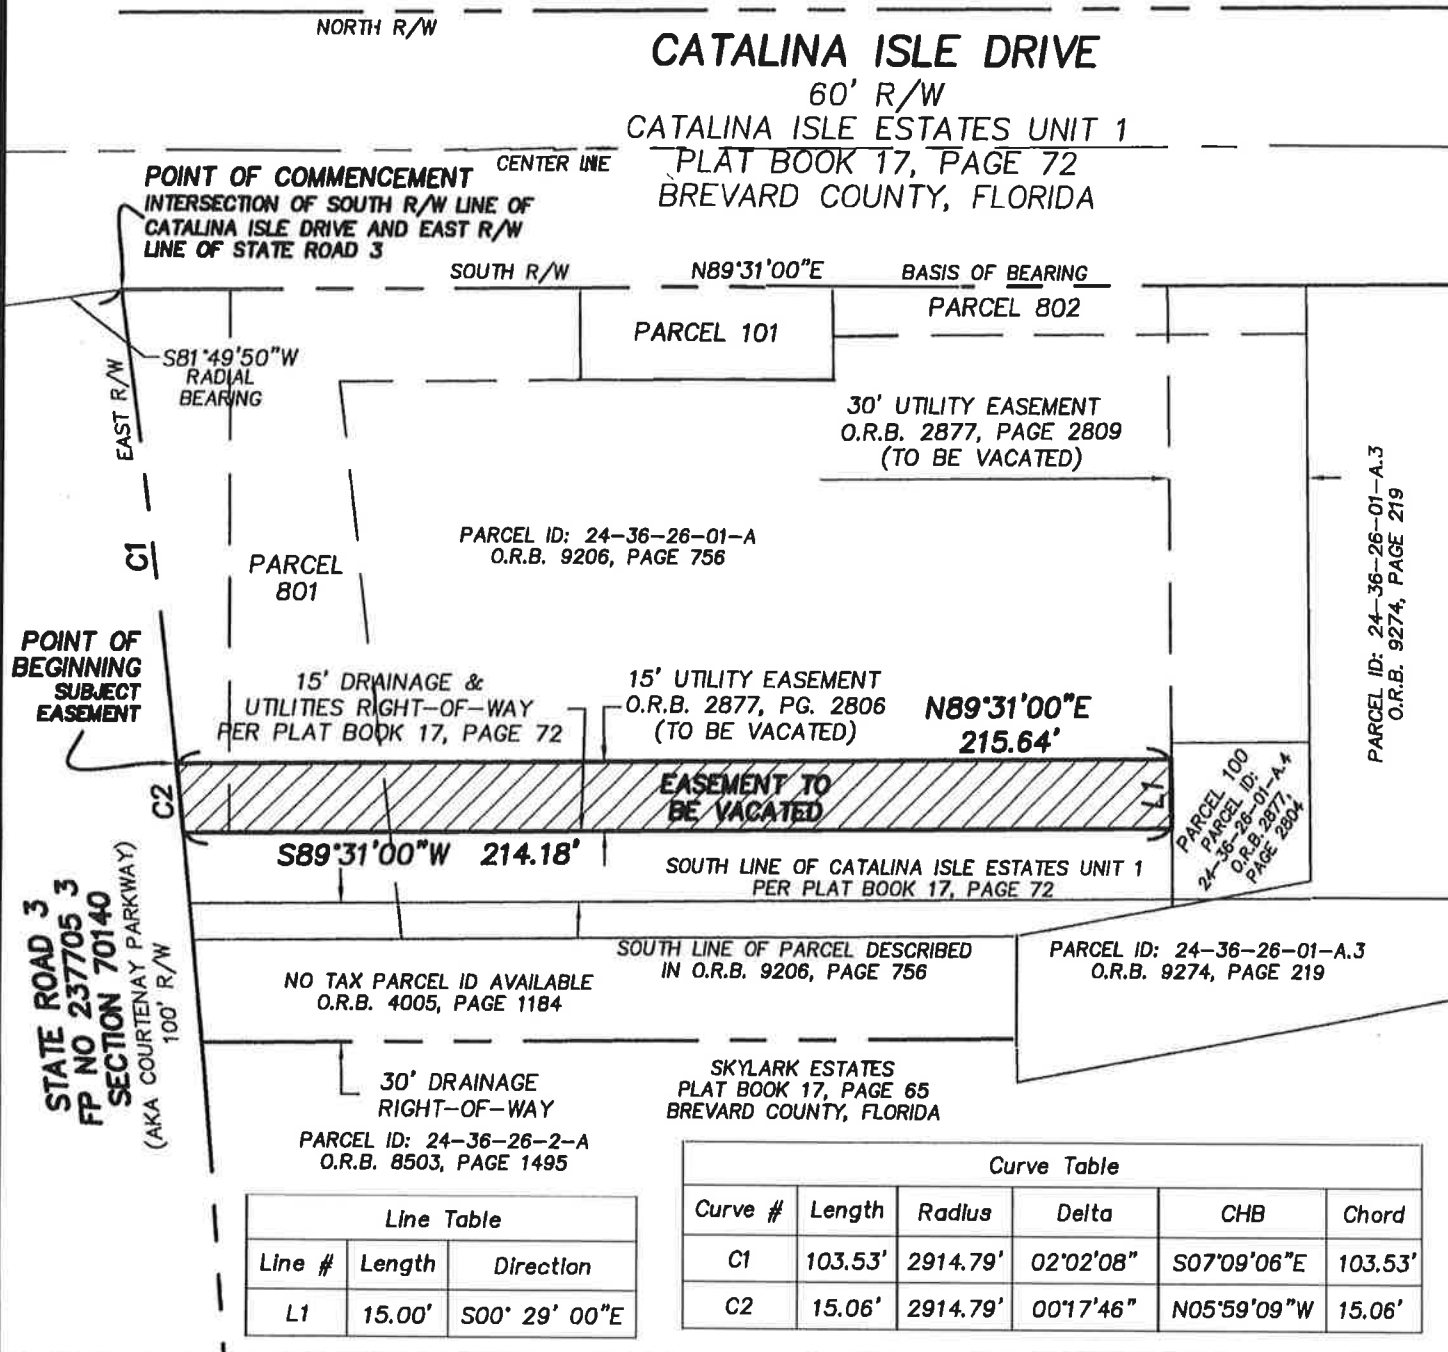 NORTH R/W
CATALINA ISLE DRIVE
60' R/W
CATALINA ISLE ESTATES UNIT 1
PLAT BOOK 17, PAGE 72
BREVARD COUNTY, FLORIDA
CENTER LINE
POINT OF COMMENCEMENT
INTERSECTION OF SOUTH R/W LINE OF
CATALINA ISLE DRIVE AND EAST R/W
LINE OF STATE ROAD 3
SOUTH R/W
N89°31'00"E
BASIS OF BEARING
PARCEL 802
PARCEL 101
S81°49'50"W
RADIAL
BEARING
EAST R/W
30' UTILITY EASEMENT
O.R.B. 2877, PAGE 2809
(TO BE VACATED)
PARCEL ID: 24-36-26-01-A.3
O.R.B. 9274, PAGE 219
C1
PARCEL
801
PARCEL ID: 24-36-26-01-A
O.R.B. 9206, PAGE 756
POINT OF
BEGINNING
SUBJECT
EASEMENT
15' DRAINAGE &
UTILITIES RIGHT-OF-WAY
PER PLAT BOOK 17, PAGE 72
15' UTILITY EASEMENT
O.R.B. 2877, PG. 2806
(TO BE VACATED)
N89°31'00"E
215.64'
C2
EASEMENT TO
BE VACATED
L1
PARCEL 100
PARCEL ID:
24-36-26-01-A.4
O.R.B. 2877,
PAGE 2804
S89°31'00"W 214.18'
SOUTH LINE OF CATALINA ISLE ESTATES UNIT 1
PER PLAT BOOK 17, PAGE 72
STATE ROAD 3
FP NO 237705 3
SECTION 70140
(AKA COURTENAY PARKWAY)
100' R/W
SOUTH LINE OF PARCEL DESCRIBED
IN O.R.B. 9206, PAGE 756
PARCEL ID: 24-36-26-01-A.3
O.R.B. 9274, PAGE 219
NO TAX PARCEL ID AVAILABLE
O.R.B. 4005, PAGE 1184
30' DRAINAGE
RIGHT-OF-WAY
PARCEL ID: 24-36-26-2-A
O.R.B. 8503, PAGE 1495
SKYLARK ESTATES
PLAT BOOK 17, PAGE 65
BREVARD COUNTY, FLORIDA
Line Table
Line # Length Direction
L1 15.00' S00° 29' 00"E
Curve Table
Curve # Length Radius Delta CHB Chord
C1 103.53' 2914.79' 02°02'08" S07°09'06"E 103.53'
C2 15.06' 2914.79' 00°17'46" N05°59'09"W 15.06'